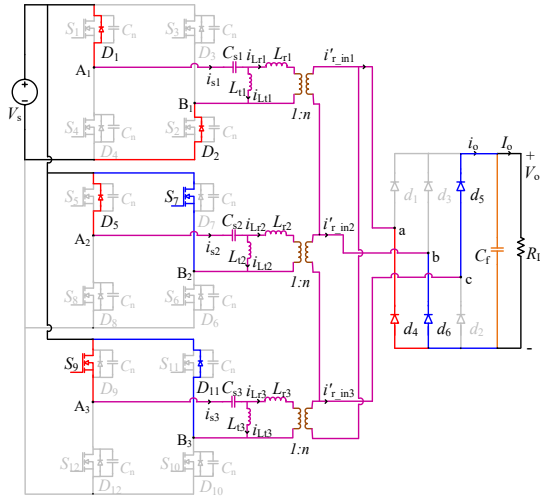 S1 Cn S3 Cn
D1 D3
A1 is1 Cs1 iLr1 Lr1 i′r_in1
Lt1 iLt1
B1
1:n
Vs
+
-
S4 Cn S2 Cn
D4 D2
S5 Cn S7 Cn
D5 D7
A2 is2 Cs2 iLr2 Lr2 i′r_in2
Lt2 iLt2
B2
1:n
S8 Cn S6 Cn
D8 D6
S9 Cn S11 Cn
D9 D11
A3 is3 Cs3 iLr3 Lr3 i′r_in3
Lt3 iLt3
B3
1:n
S12 Cn S10 Cn
D12 D10
io Io
+
Vo
d1 d3 d5
a
b
c
Cf RL
d4 d6 d2
-